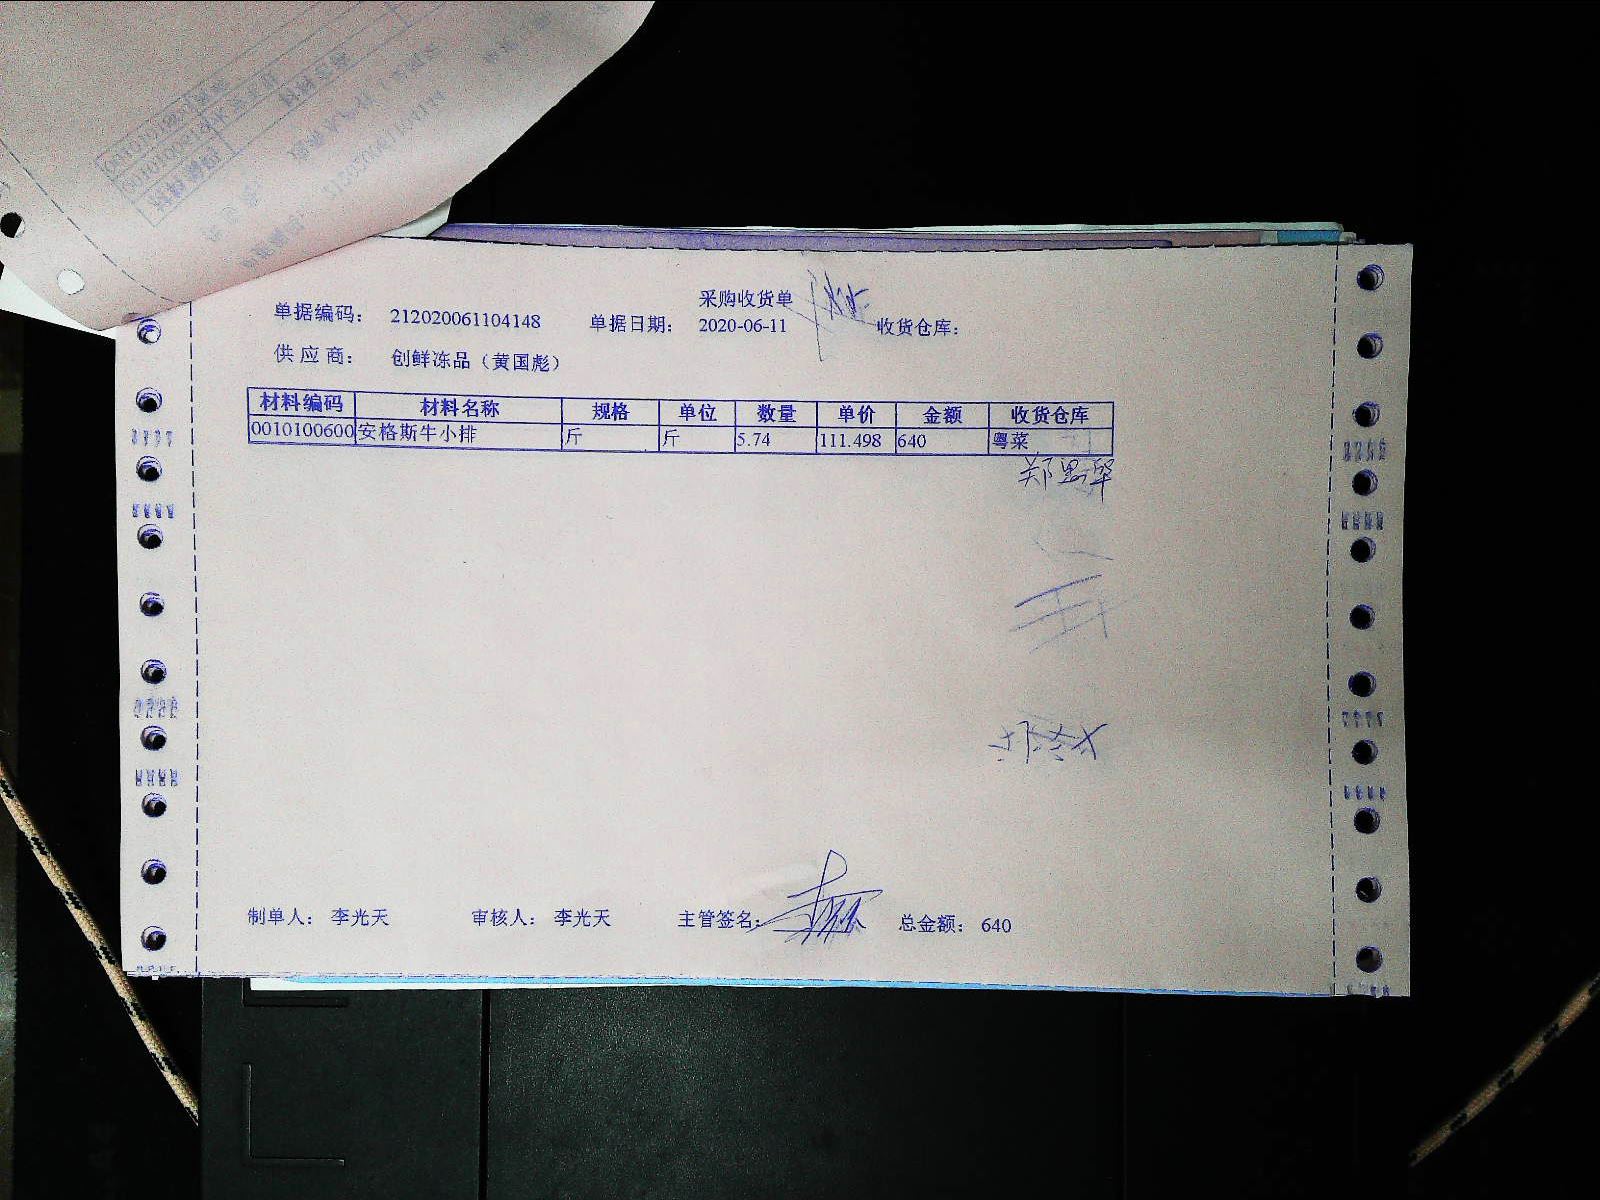 采购收货单
单据编码： 212020061104148 单据日期： 2020-06-11 收货仓库：
供 应 商： 创鲜冻品（黄国彪）
材料编码 材料名称 规格 单位 数量 单价 金额 收货仓库
0010100600 安格斯牛小排 斤 斤 5.74 111.498 640 粤菜
制单人： 李光天 审核人： 李光天 主管签名： 总金额： 640